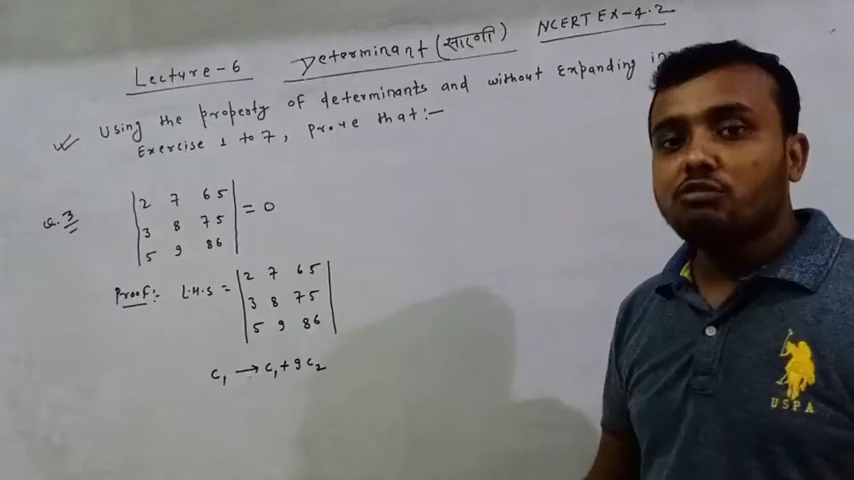 Lecture-6 Determinant (सारणी) NCERT EX-4.2
Using the property of determinants and without Expanding in
Exercise 1 to 7, prove that:-
Q.3 | 2 7 65 |
| 3 8 75 | = 0
| 5 9 86 |
Proof:- L.H.S = | 2 7 65 |
| 3 8 75 |
| 5 9 86 |
C₁ → C₁ + 9C₂
USPA